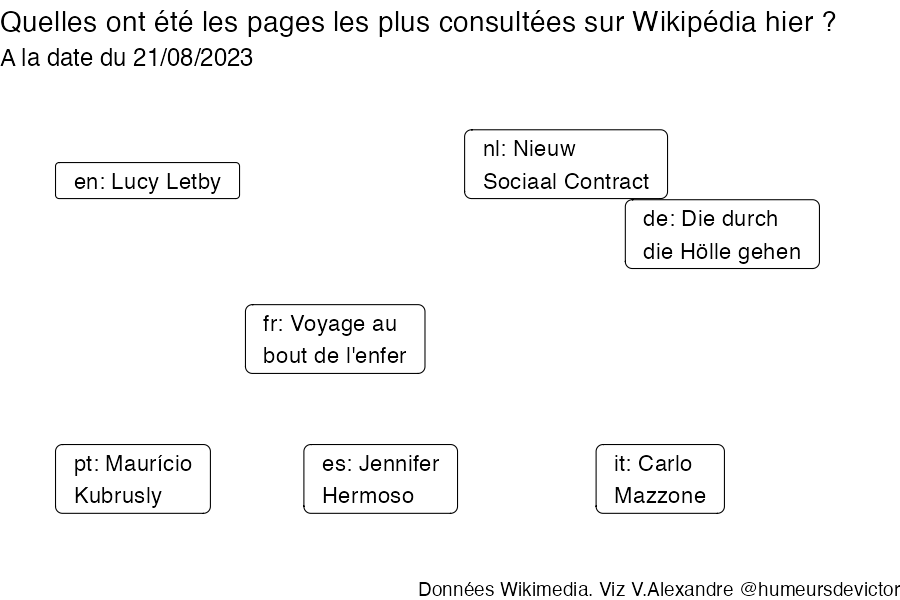 Quelles ont été les pages les plus consultées sur Wikipédia hier ?
A la date du 21/08/2023
en: Lucy Letby
nl: Nieuw
Sociaal Contract
de: Die durch
die Hölle gehen
fr: Voyage au
bout de l'enfer
pt: Maurício
Kubrusly
es: Jennifer
Hermoso
it: Carlo
Mazzone
Données Wikimedia. Viz V.Alexandre @humeursdevictor